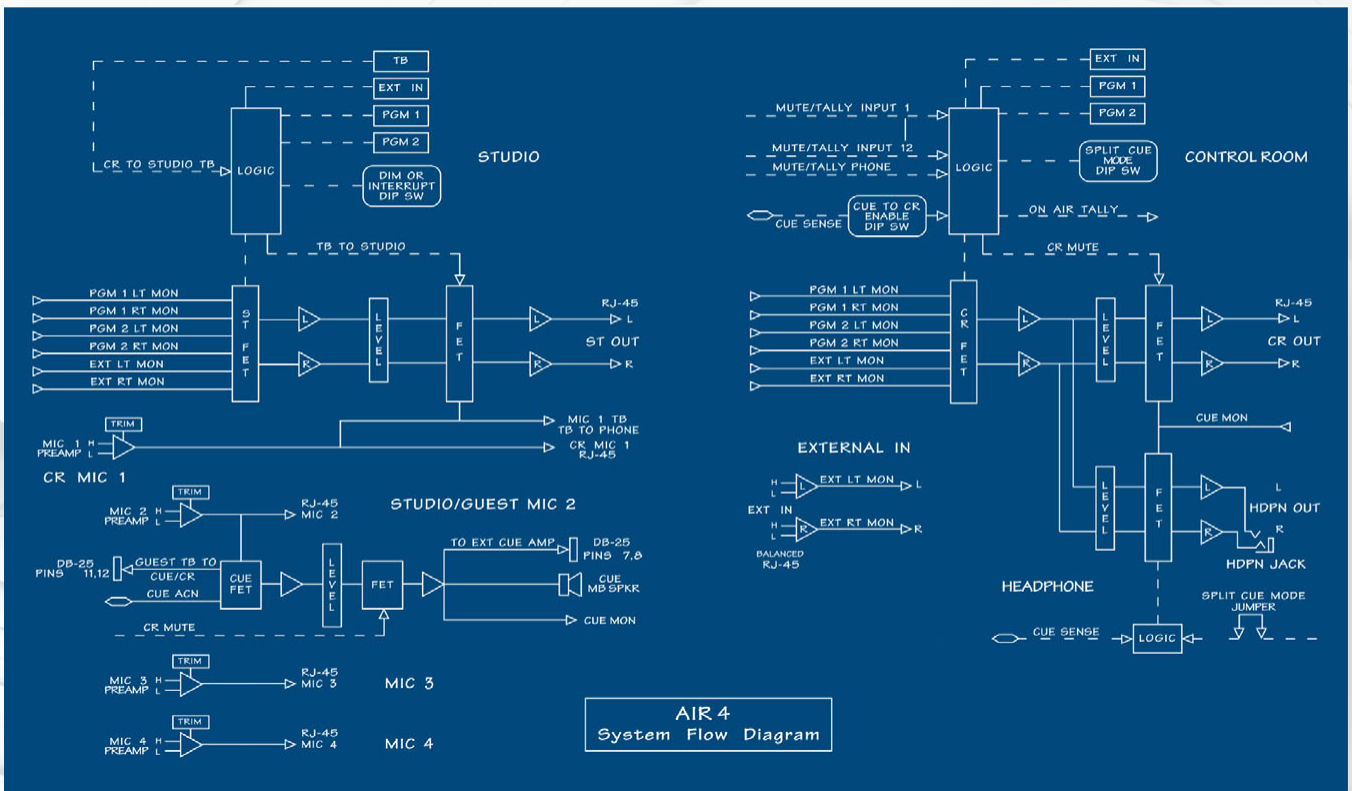 TB
EXT IN
PGM 1
PGM 2
CR TO STUDIO TB
LOGIC
DIM OR
INTERRUPT
DIP SW
STUDIO
TB TO STUDIO
PGM 1 LT MON
PGM 1 RT MON
PGM 2 LT MON
PGM 2 RT MON
EXT LT MON
EXT RT MON
ST FET
L
R
LEVEL
FET
L
R
RJ-45
L
ST OUT
R
TRIM
MIC 1 H
PREAMP L
CR MIC 1
MIC 1 TB
TB TO PHONE
CR MIC 1
RJ-45
STUDIO/GUEST MIC 2
TRIM
MIC 2 H
PREAMP L
RJ-45
MIC 2
DB-25
PINS 11,12
GUEST TB TO
CUE/CR
CUE ACN
CUE
FET
LEVEL
FET
CR MUTE
TO EXT CUE AMP
DB-25
PINS 7,8
CUE
MB SPKR
CUE MON
TRIM
MIC 3 H
PREAMP L
RJ-45
MIC 3
MIC 3
TRIM
MIC 4 H
PREAMP L
RJ-45
MIC 4
MIC 4
EXT IN
PGM 1
PGM 2
MUTE/TALLY INPUT 1
MUTE/TALLY INPUT 12
MUTE/TALLY PHONE
LOGIC
SPLIT CUE
MODE
DIP SW
CONTROL ROOM
CUE SENSE
CUE TO CR
ENABLE
DIP SW
ON AIR TALLY
CR MUTE
PGM 1 LT MON
PGM 1 RT MON
PGM 2 LT MON
PGM 2 RT MON
EXT LT MON
EXT RT MON
CR FET
L
R
LEVEL
FET
L
R
RJ-45
L
CR OUT
R
CUE MON
EXTERNAL IN
H
L
L
EXT LT MON
L
EXT IN
H
L
R
EXT RT MON
R
BALANCED
RJ-45
LEVEL
FET
L
R
L
HDPN OUT
R
HDPN JACK
HEADPHONE
SPLIT CUE MODE
JUMPER
CUE SENSE
LOGIC
AIR 4
System Flow Diagram